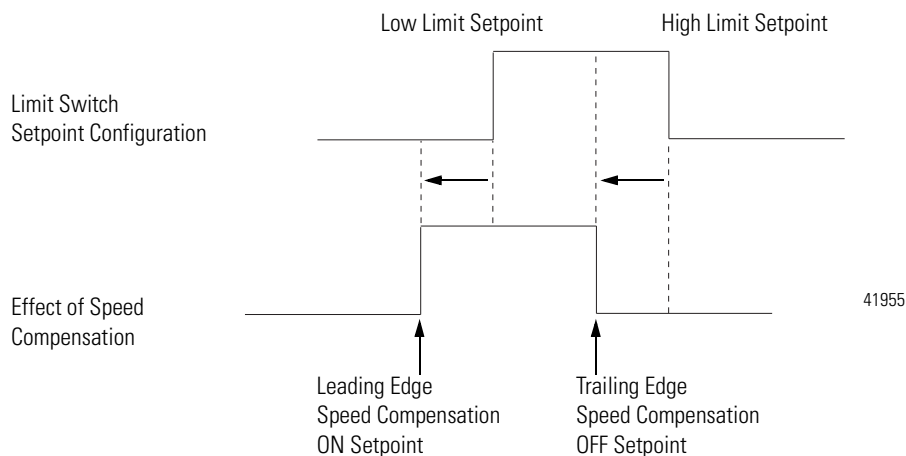 Low Limit Setpoint
High Limit Setpoint
Limit Switch
Setpoint Configuration
Effect of Speed
Compensation
41955
Leading Edge
Speed Compensation
ON Setpoint
Trailing Edge
Speed Compensation
OFF Setpoint